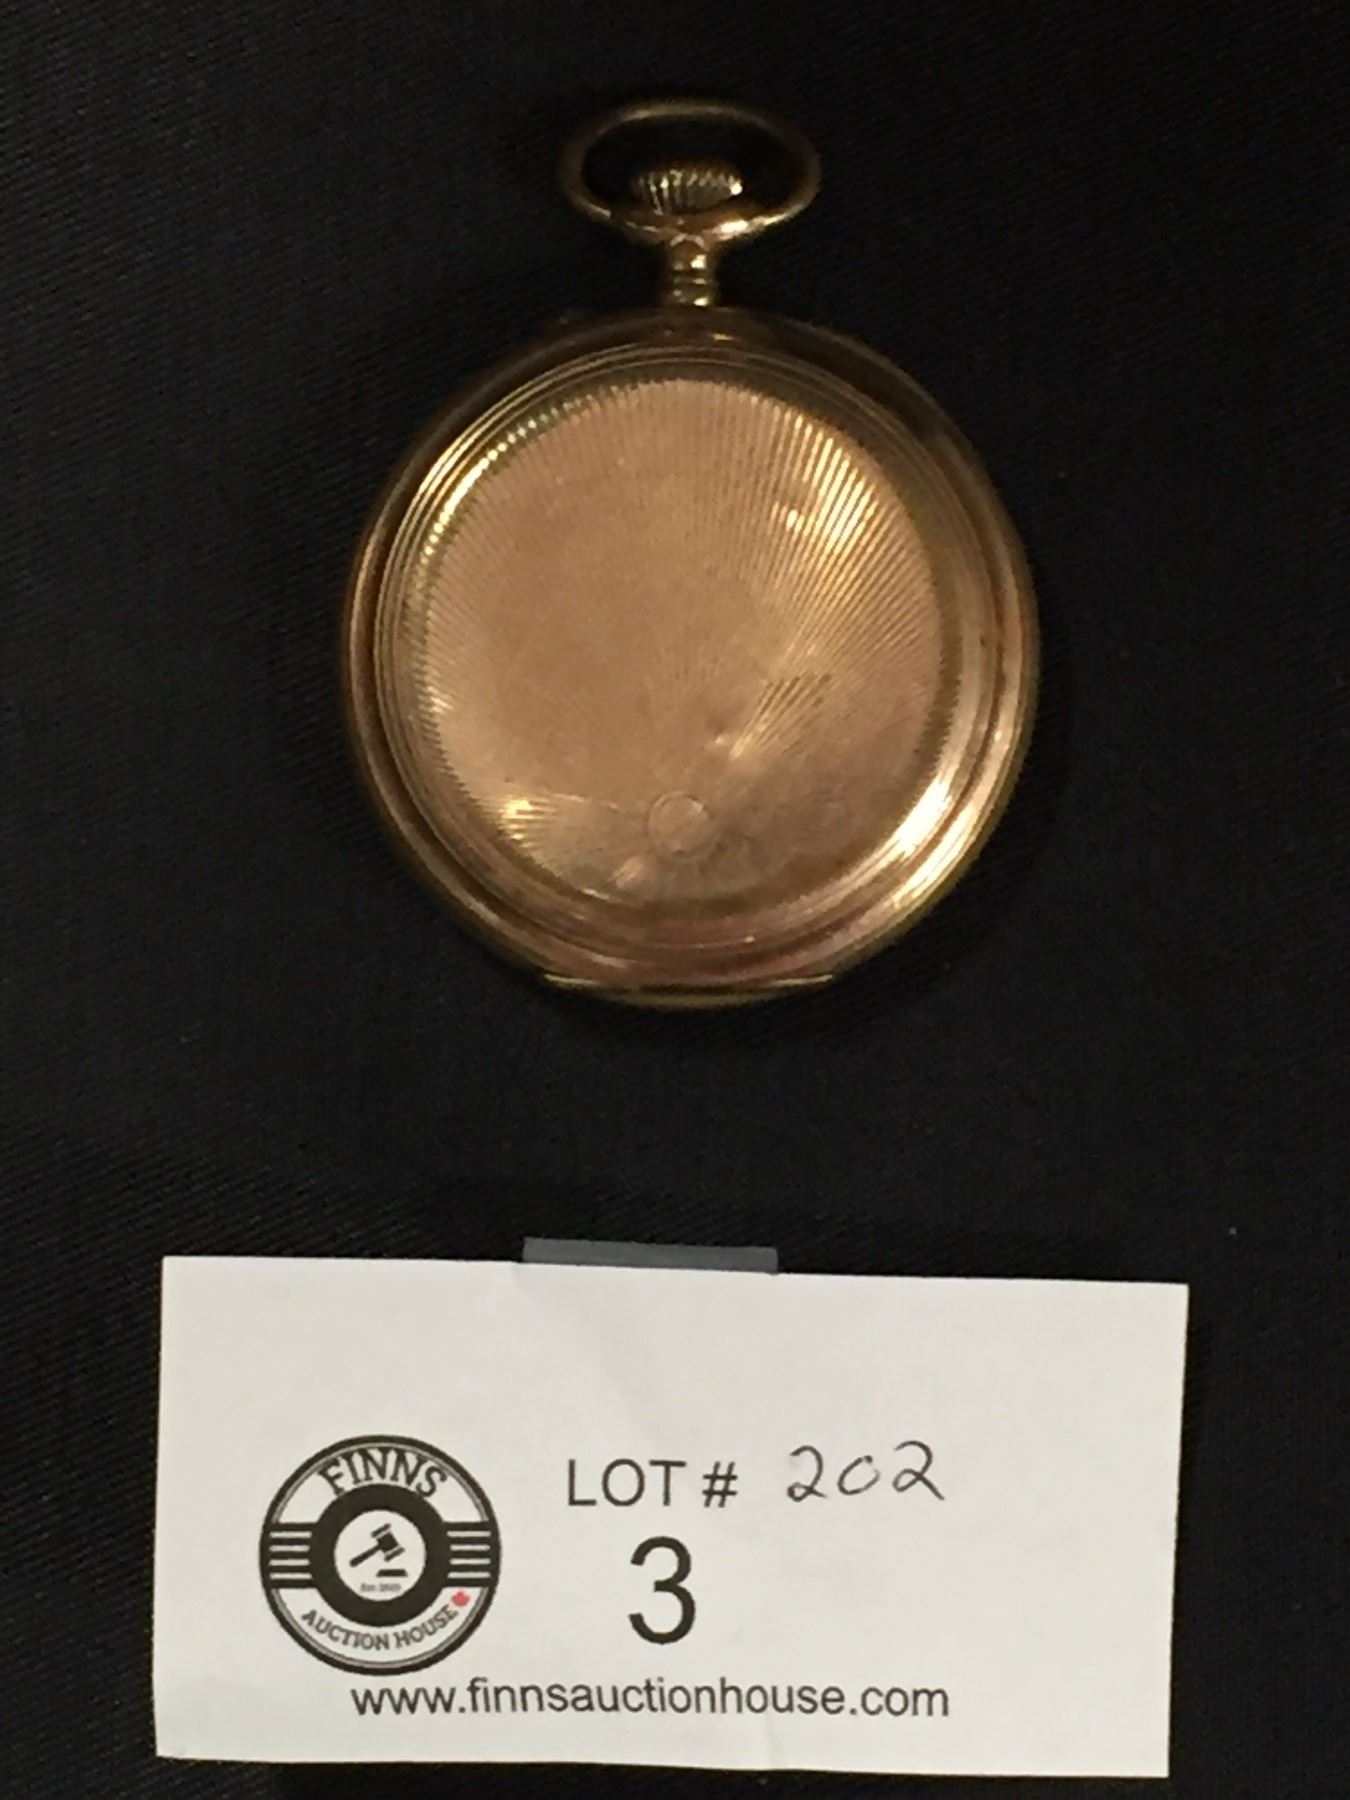 FINNS
AUCTION HOUSE
LOT # 202
3
www.finnsauctionhouse.com